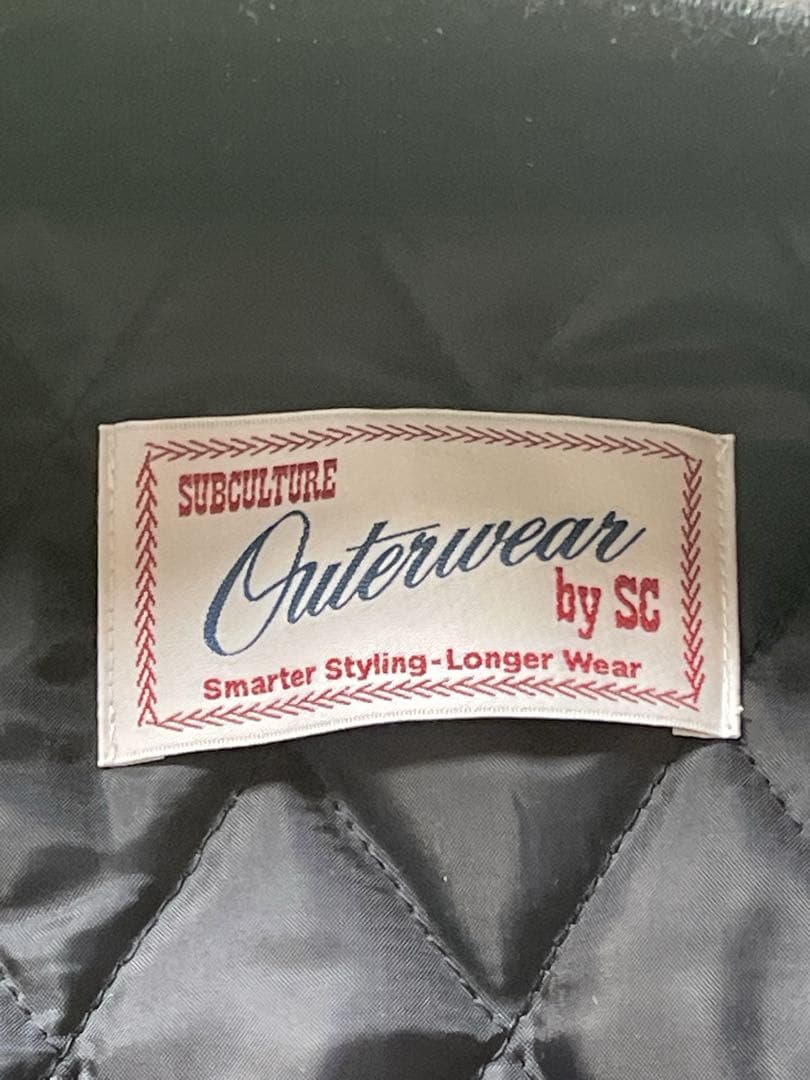 SUBCULTURE
Outerwear
by SC
Smarter Styling-Longer Wear